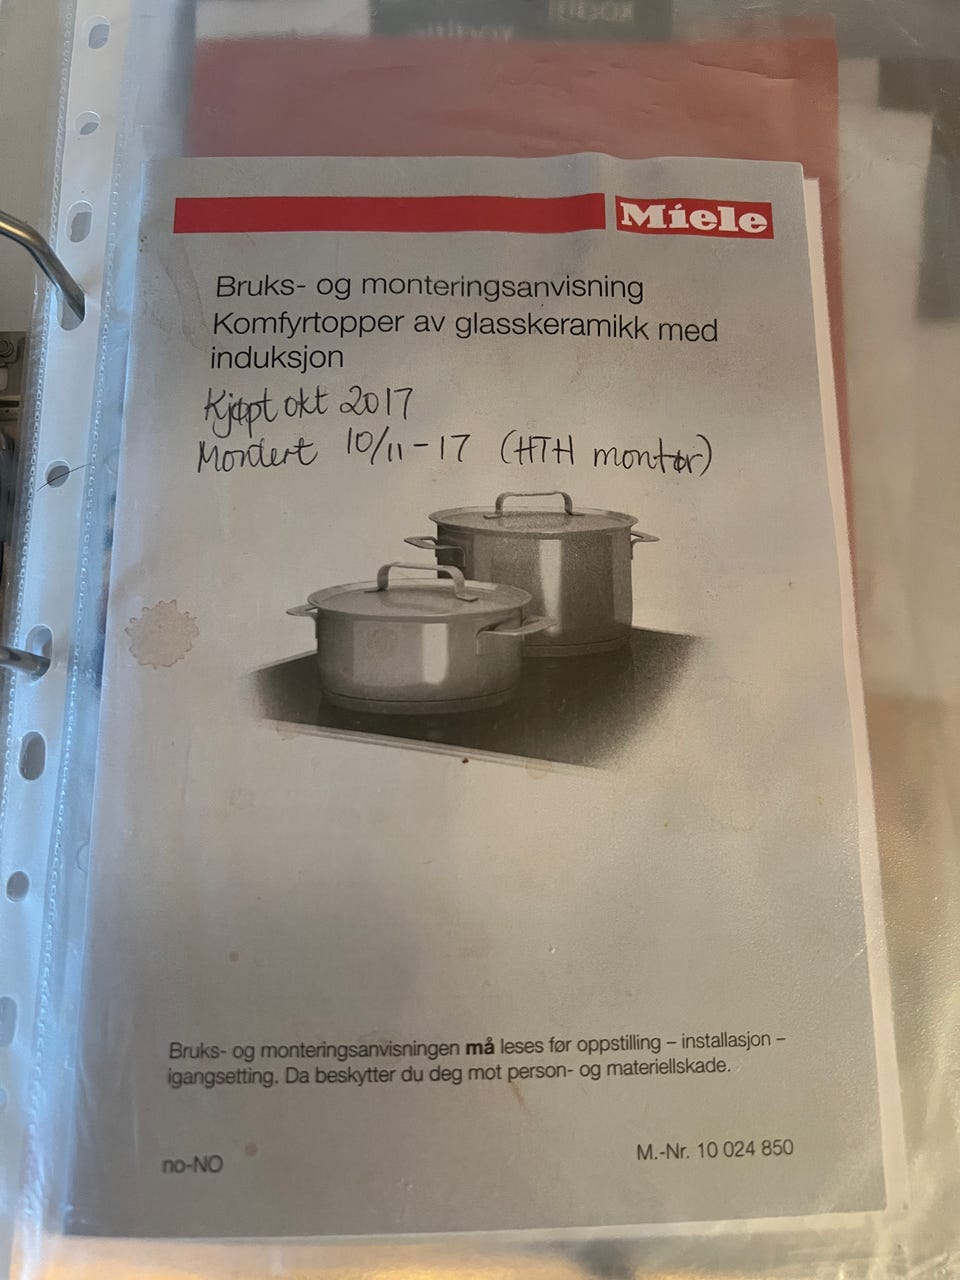 Miele
Bruks- og monteringsanvisning
Komfyrtopper av glasskeramikk med
induksjon
Kjøpt okt 2017
Montert 10/11-17 (HTH montør)
Bruks- og monteringsanvisningen må leses før oppstilling – installasjon –
igangsetting. Da beskytter du deg mot person- og materiellskade.
no-NO
M.-Nr. 10 024 850